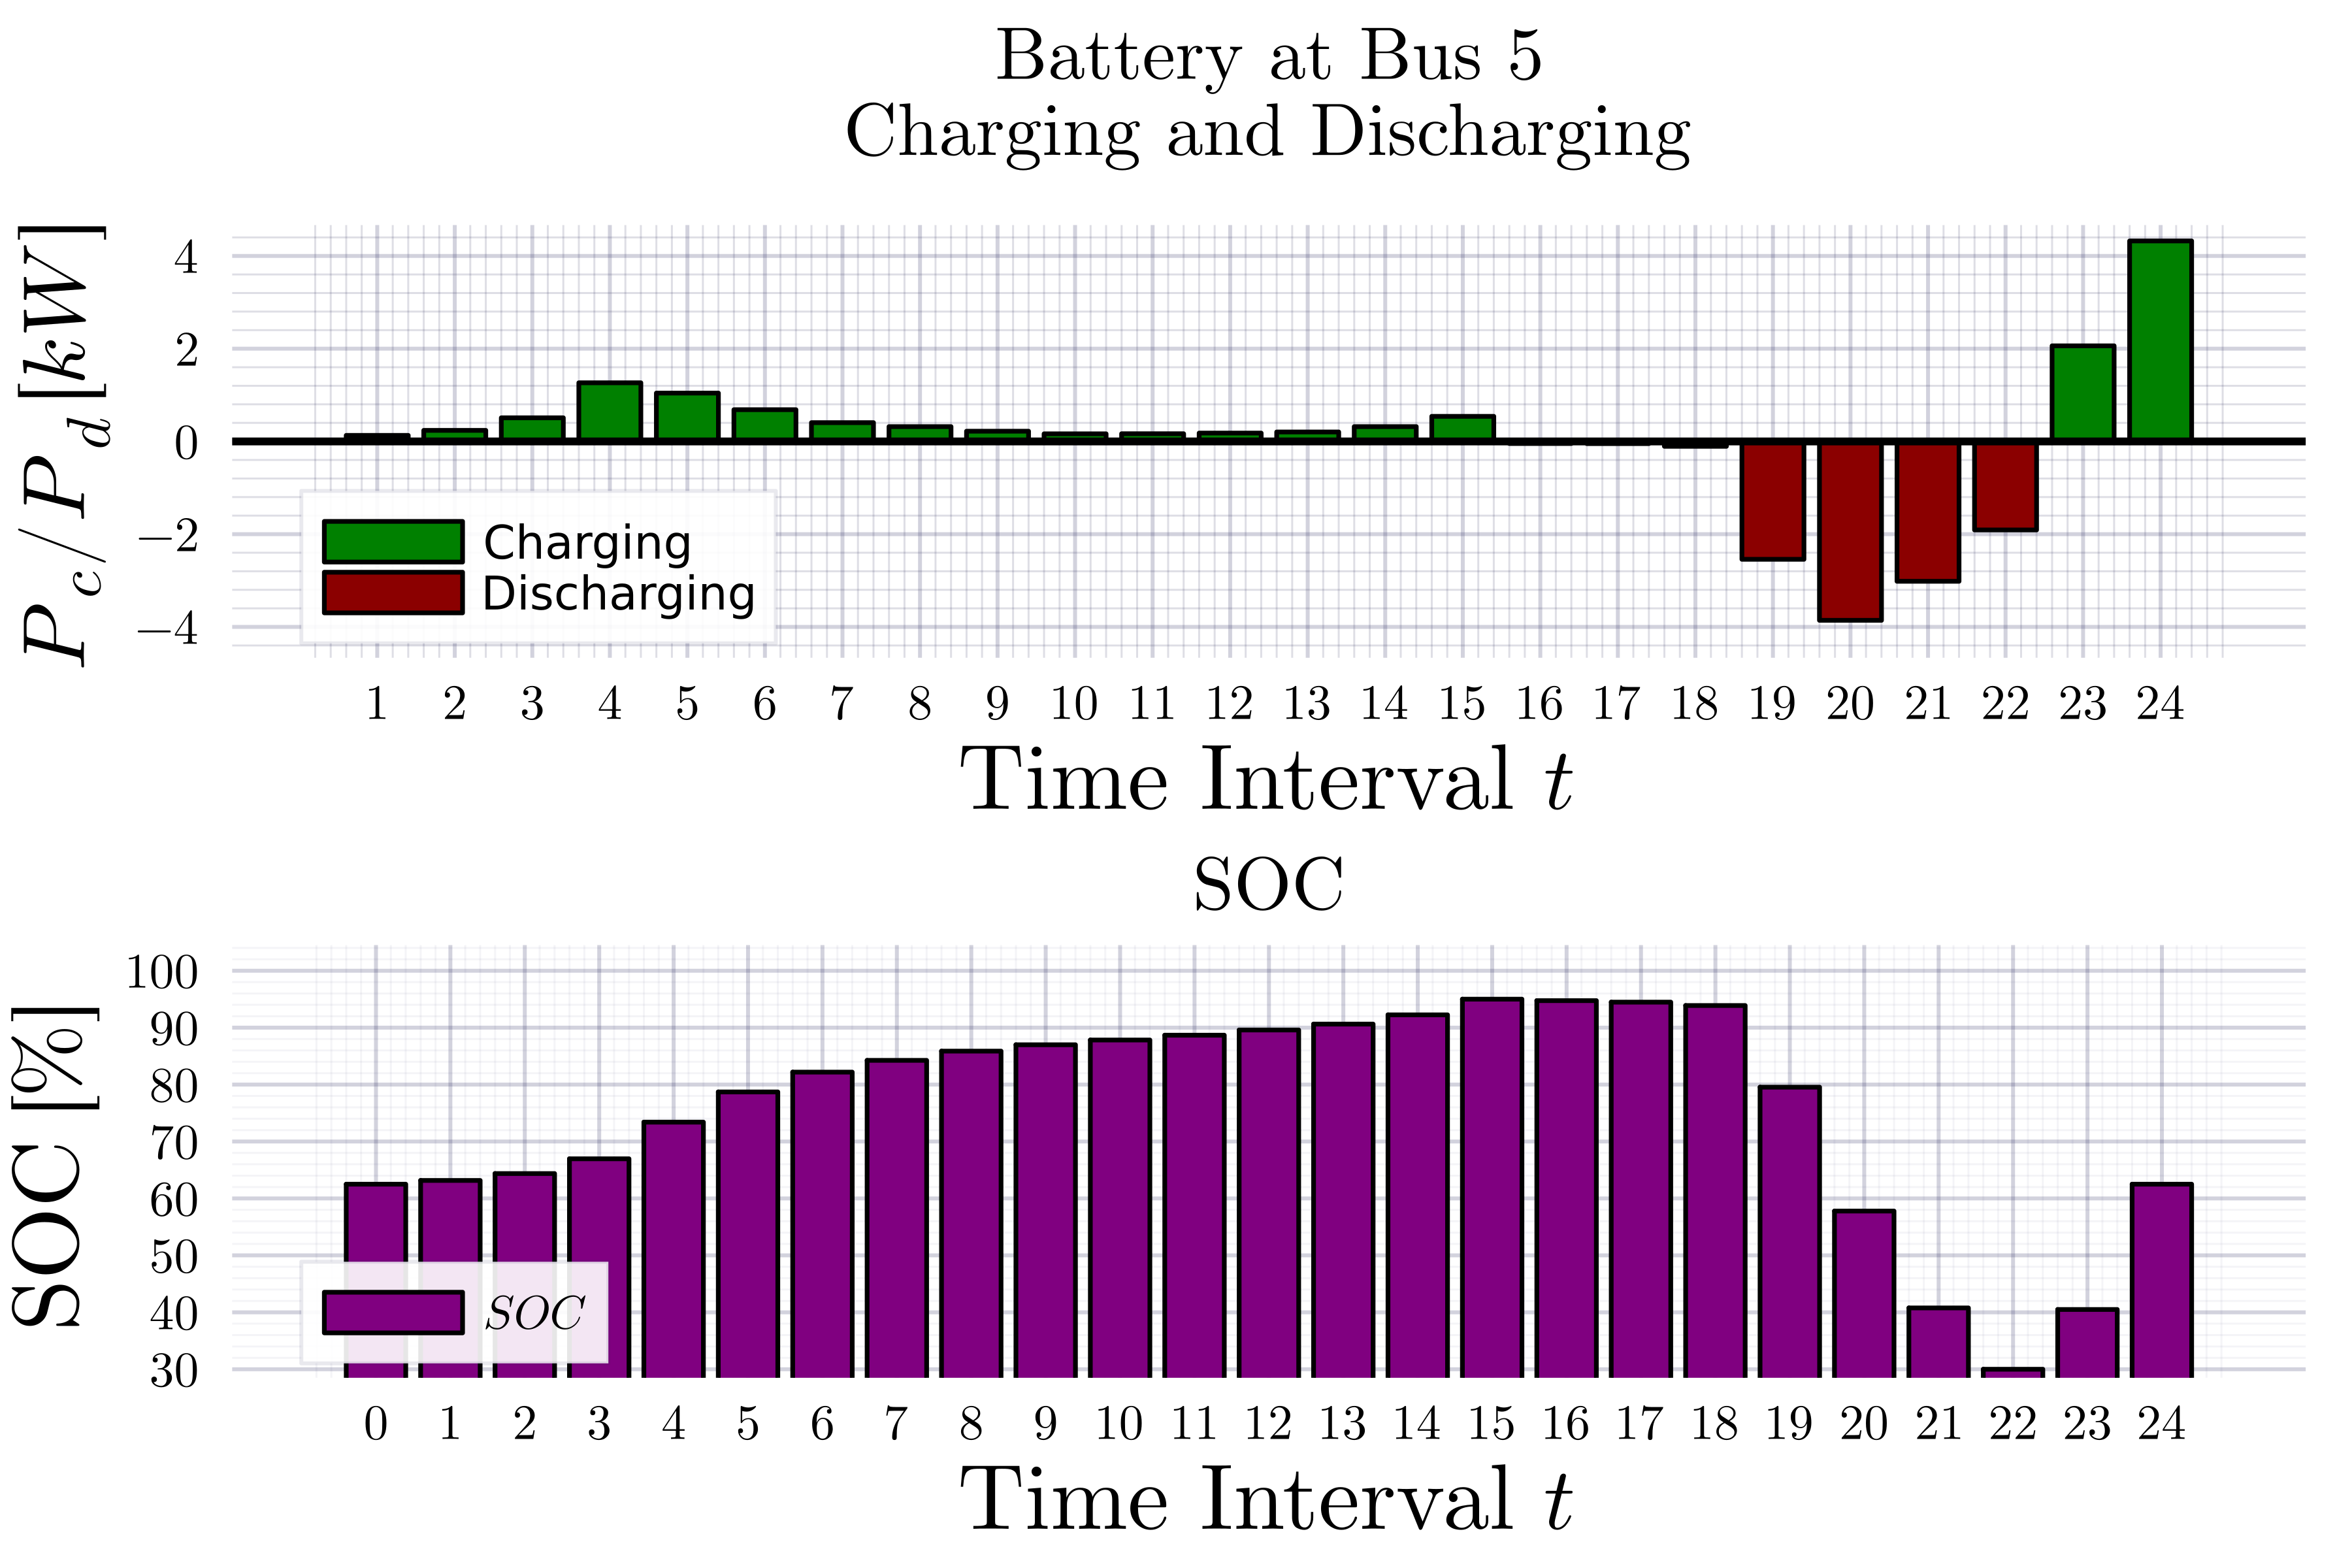 Battery at Bus 5
Charging and Discharging
P_c/P_d [kW]
4
2
0
−2
−4
Charging
Discharging
1 2 3 4 5 6 7 8 9 10 11 12 13 14 15 16 17 18 19 20 21 22 23 24
Time Interval t
SOC
SOC [%]
100
90
80
70
60
50
40
30
SOC
0 1 2 3 4 5 6 7 8 9 10 11 12 13 14 15 16 17 18 19 20 21 22 23 24
Time Interval t